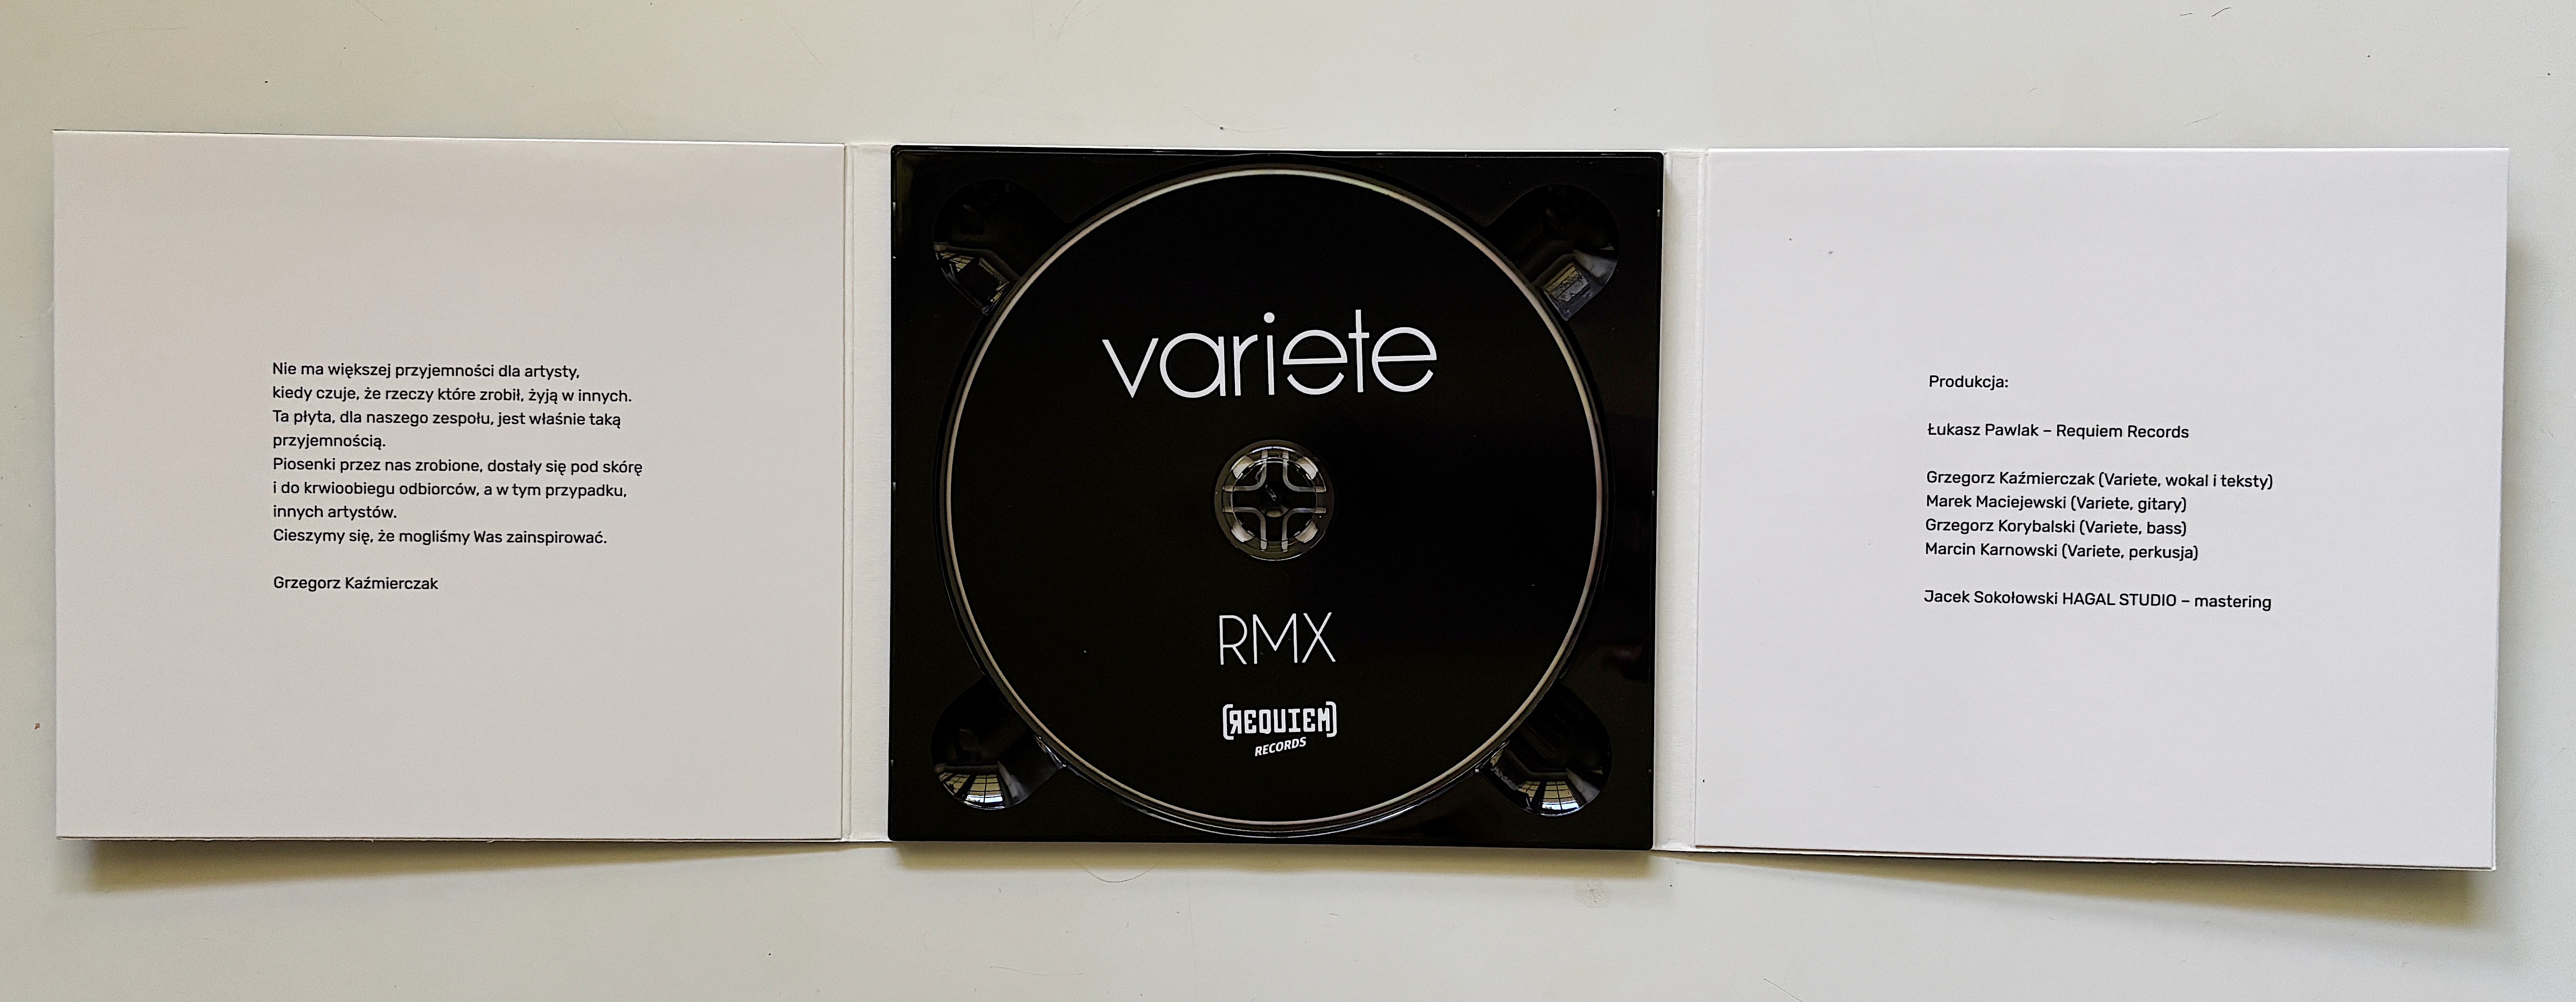 Nie ma większej przyjemności dla artysty,
kiedy czuje, że rzeczy które zrobił, żyją w innych.
Ta płyta, dla naszego zespołu, jest właśnie taką
przyjemnością.
Piosenki przez nas zrobione, dostały się pod skórę
i do krwioobiegu odbiorców, a w tym przypadku,
innych artystów.
Cieszymy się, że mogliśmy Was zainspirować.
Grzegorz Kaźmierczak
variete
RMX
REQUIEM
RECORDS
Produkcja:
Łukasz Pawlak – Requiem Records
Grzegorz Kaźmierczak (Variete, wokal i teksty)
Marek Maciejewski (Variete, gitary)
Grzegorz Korybalski (Variete, bass)
Marcin Karnowski (Variete, perkusja)
Jacek Sokołowski HAGAL STUDIO – mastering